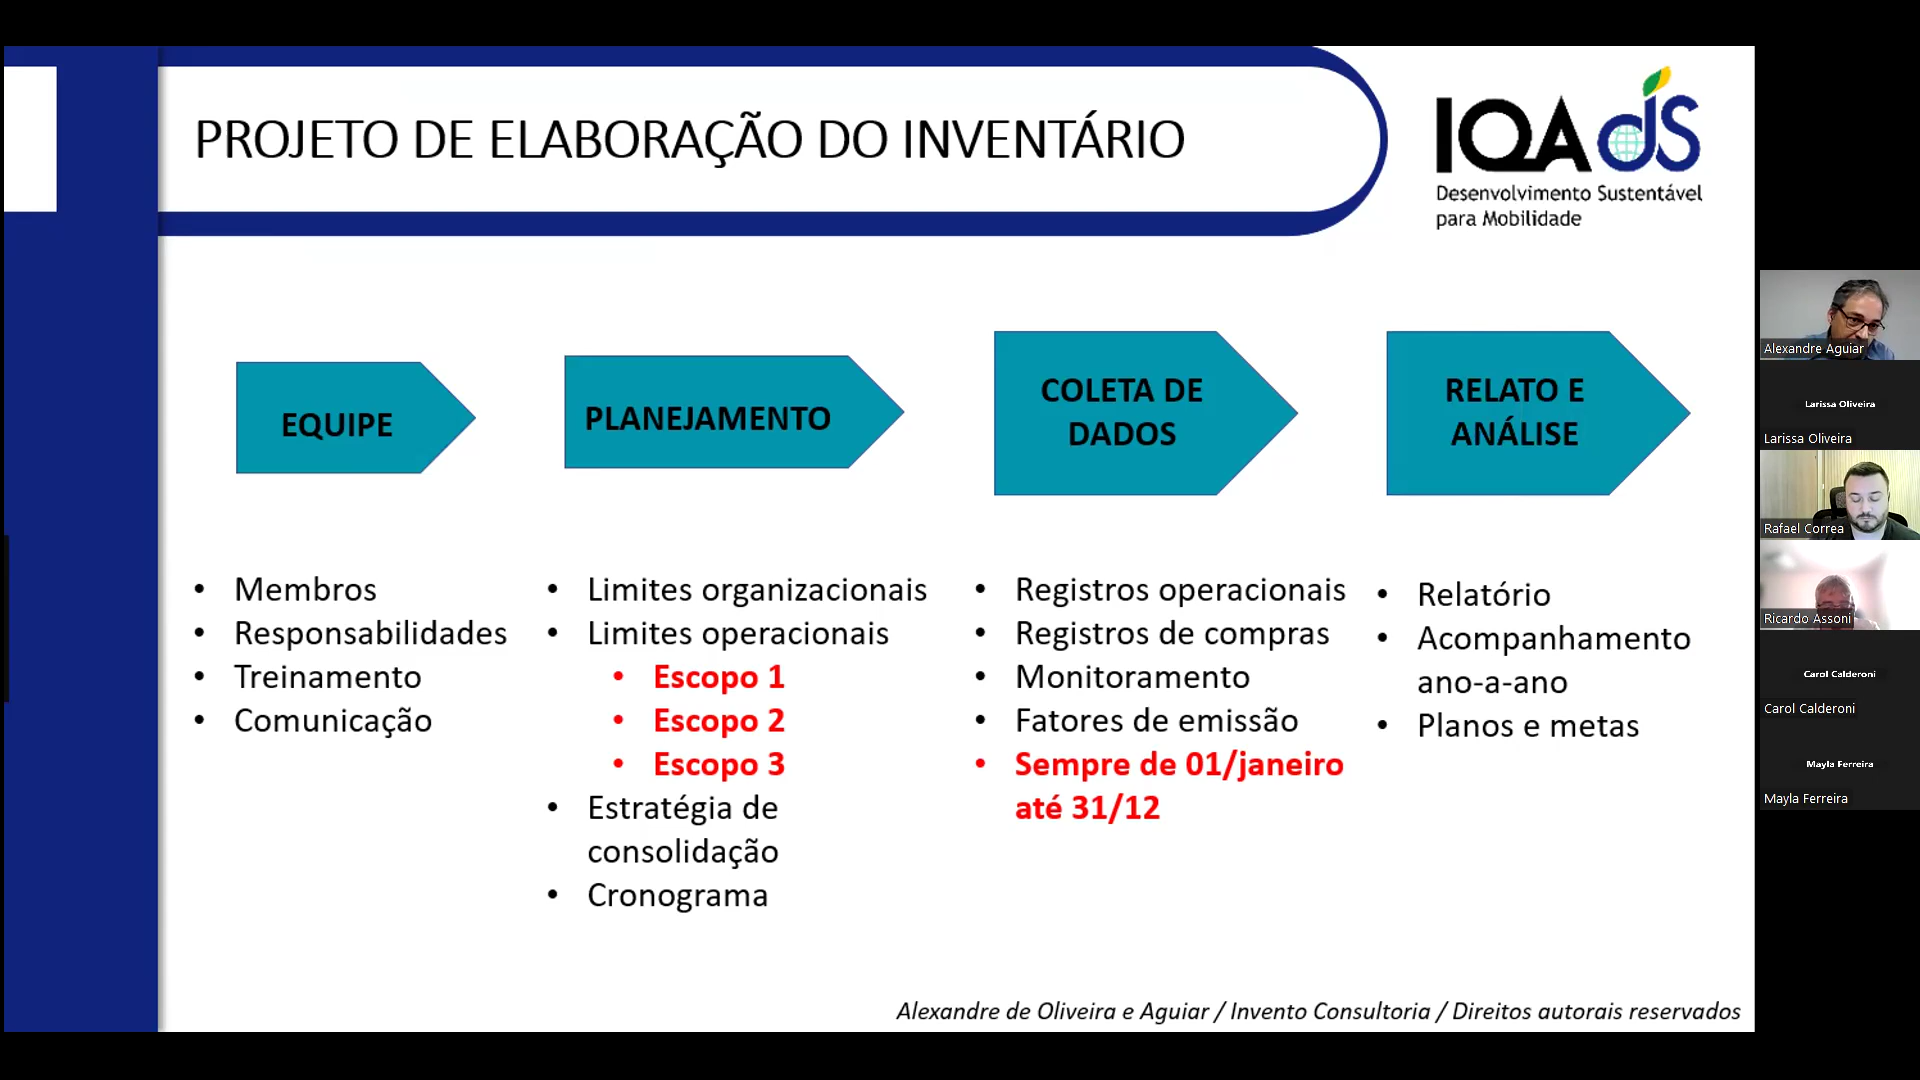 PROJETO DE ELABORAÇÃO DO INVENTÁRIO
IQAdS
Desenvolvimento Sustentável
para Mobilidade
EQUIPE
• Membros
• Responsabilidades
• Treinamento
• Comunicação
PLANEJAMENTO
• Limites organizacionais
• Limites operacionais
• Escopo 1
• Escopo 2
• Escopo 3
• Estratégia de
consolidação
• Cronograma
COLETA DE
DADOS
• Registros operacionais
• Registros de compras
• Monitoramento
• Fatores de emissão
• Sempre de 01/janeiro
até 31/12
RELATO E
ANÁLISE
• Relatório
• Acompanhamento
ano-a-ano
• Planos e metas
Alexandre de Oliveira e Aguiar / Invento Consultoria / Direitos autorais reservados
Alexandre Aguiar
Larissa Oliveira
Larissa Oliveira
Rafael Correa
Ricardo Assoni
Carol Calderoni
Carol Calderoni
Mayla Ferreira
Mayla Ferreira